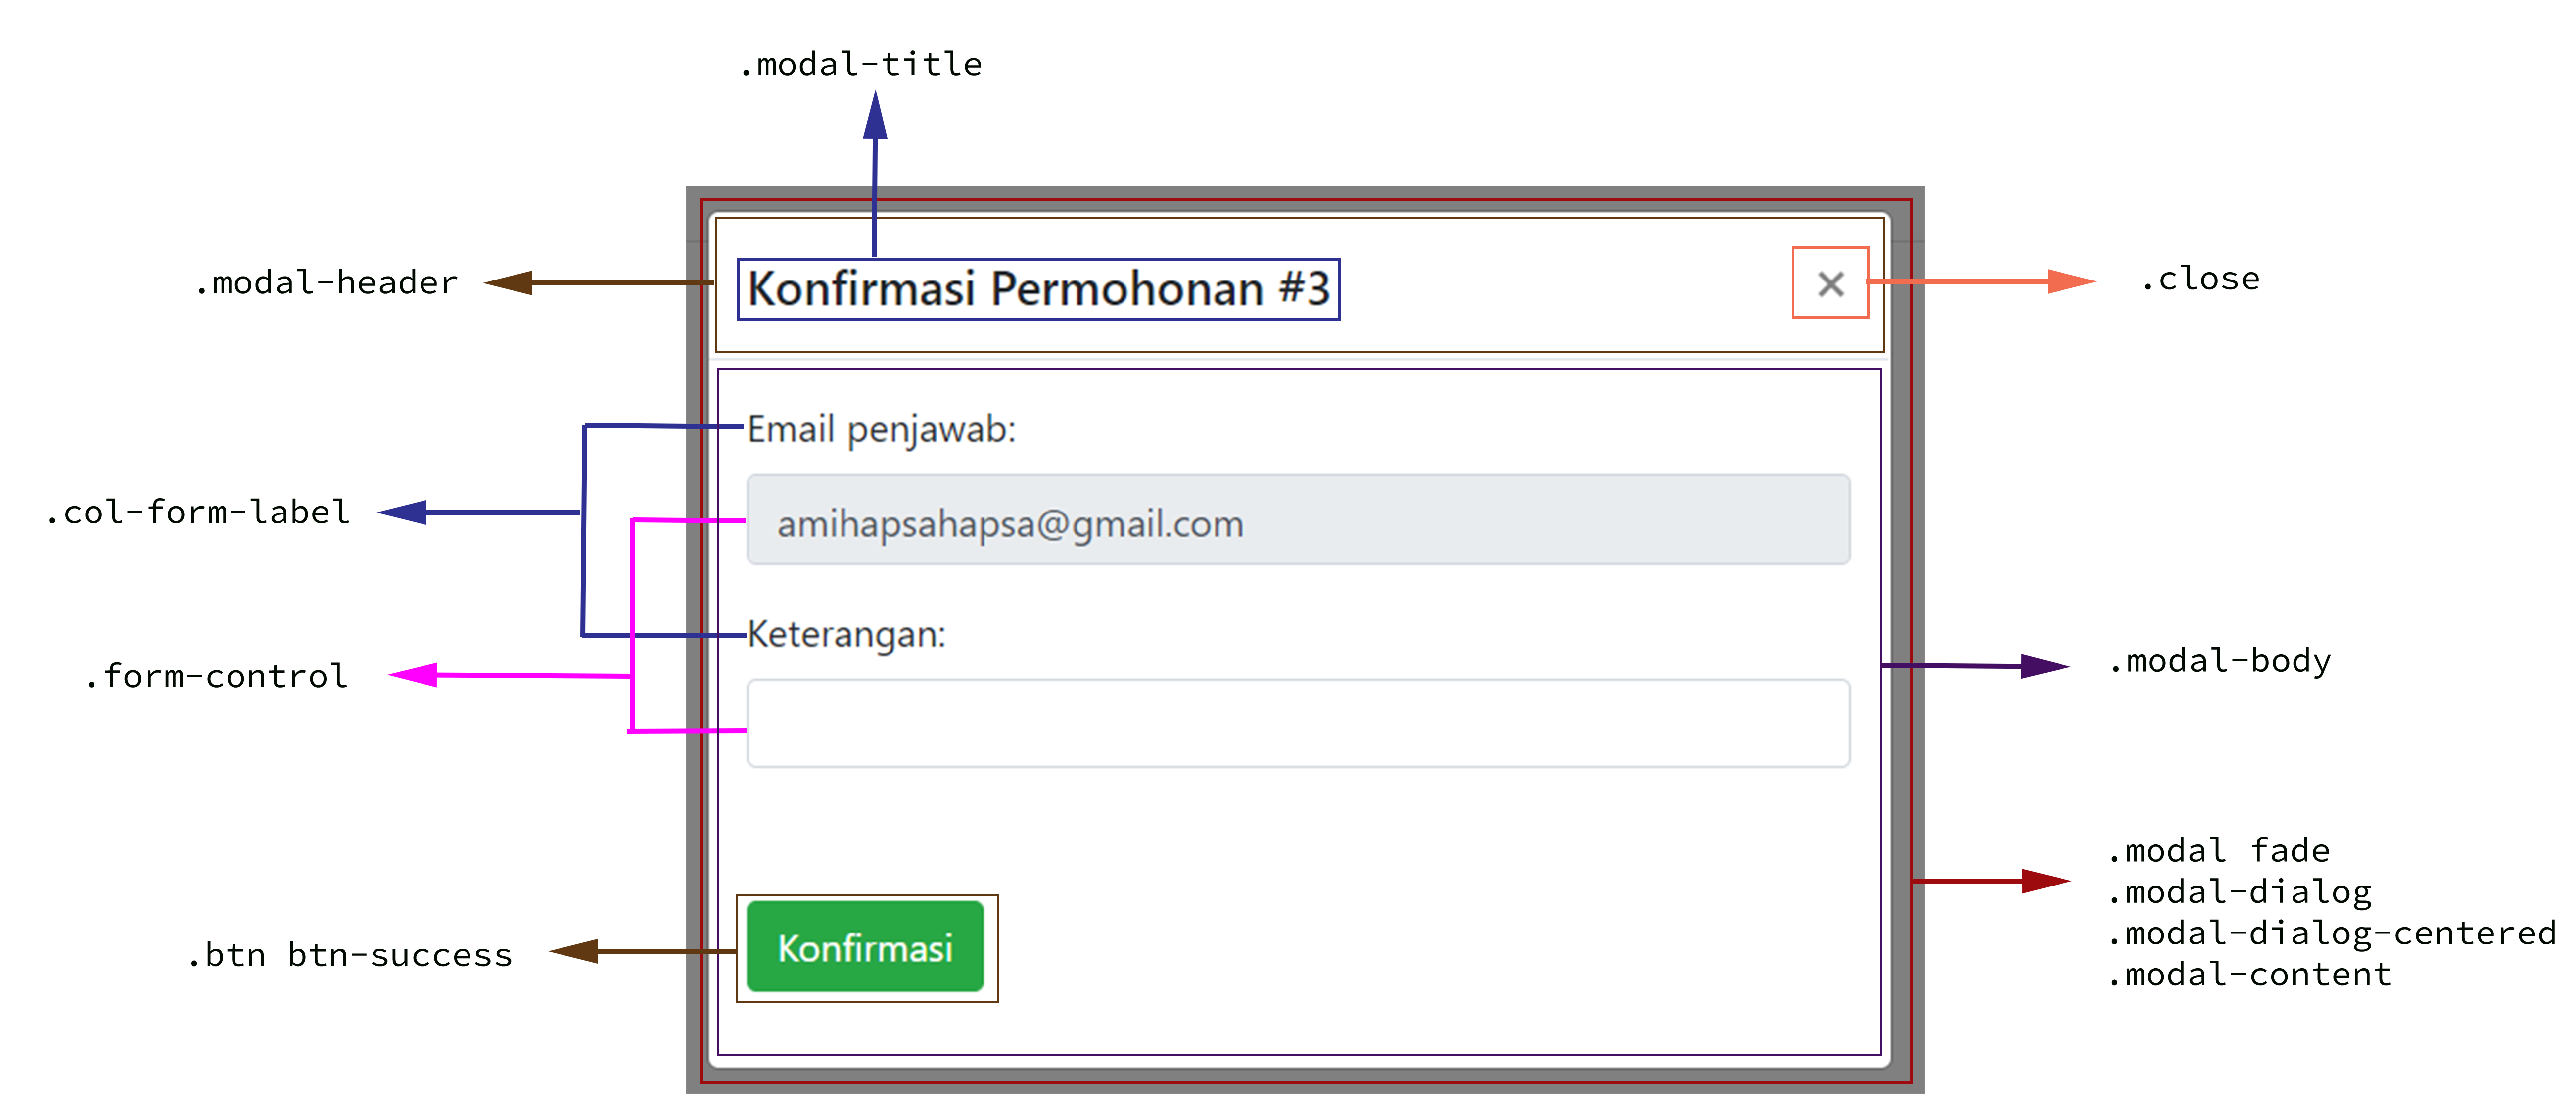 .modal-title
.modal-header
Konfirmasi Permohonan #3
×
.close
Email penjawab:
.col-form-label
amihapsahapsa@gmail.com
Keterangan:
.form-control
.modal-body
.modal fade
.modal-dialog
.modal-dialog-centered
.modal-content
.btn btn-success
Konfirmasi